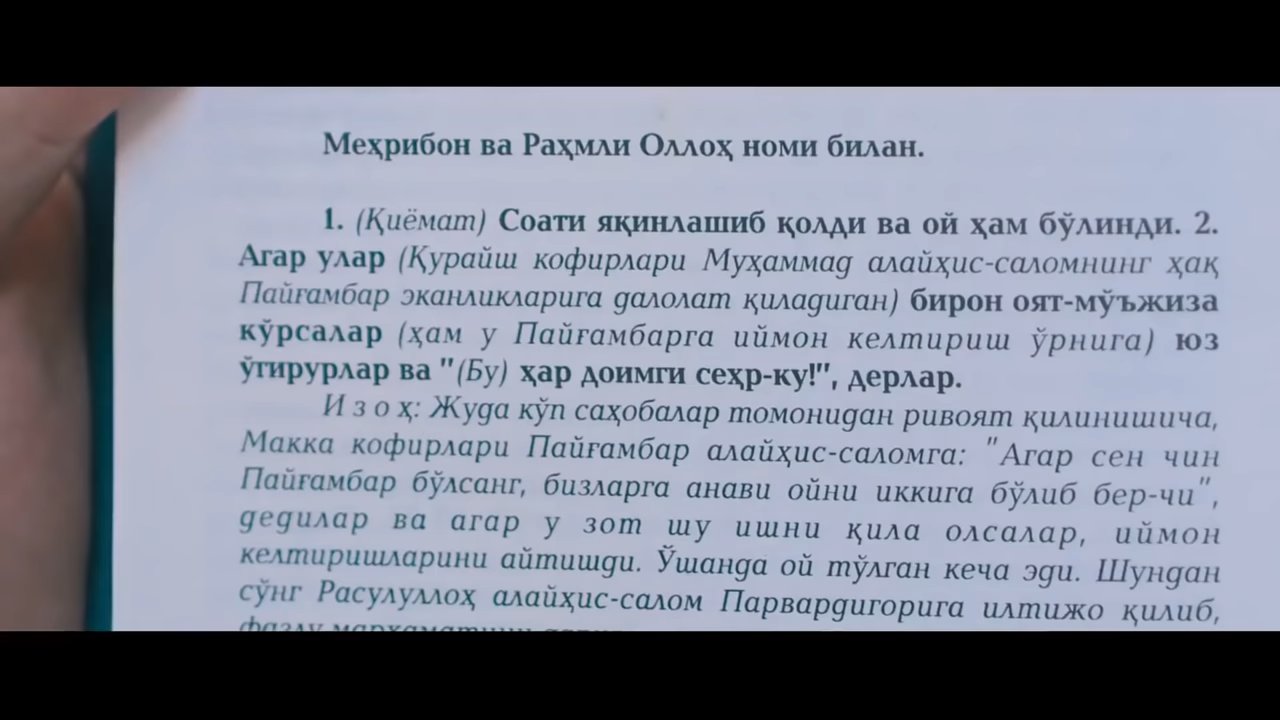 Меҳрибон ва Раҳмли Оллоҳ номи билан.
1. (Қиёмат) Соати яқинлашиб қолди ва ой ҳам бўлинди. 2.
Агар улар (Қурайш кофирлари Муҳаммад алайҳис-саломнинг ҳақ
Пайғамбар эканликларига далолат қиладиган) бирон оят-мўъжиза
кўрсалар (ҳам у Пайғамбарга иймон келтириш ўрнига) юз
ўгирурлар ва "(Бу) ҳар доимги сеҳр-ку!", дерлар.
И з о ҳ: Жуда кўп саҳобалар томонидан ривоят қилинишича,
Макка кофирлари Пайғамбар алайҳис-саломга: "Агар сен чин
Пайғамбар бўлсанг, бизларга анави ойни иккига бўлиб бер-чи",
дедилар ва агар у зот шу ишни қила олсалар, иймон
келтиришларини айтишди. Ўшанда ой тўлган кеча эди. Шундан
сўнг Расулуллоҳ алайҳис-салом Парвардигорига илтижо қилиб,